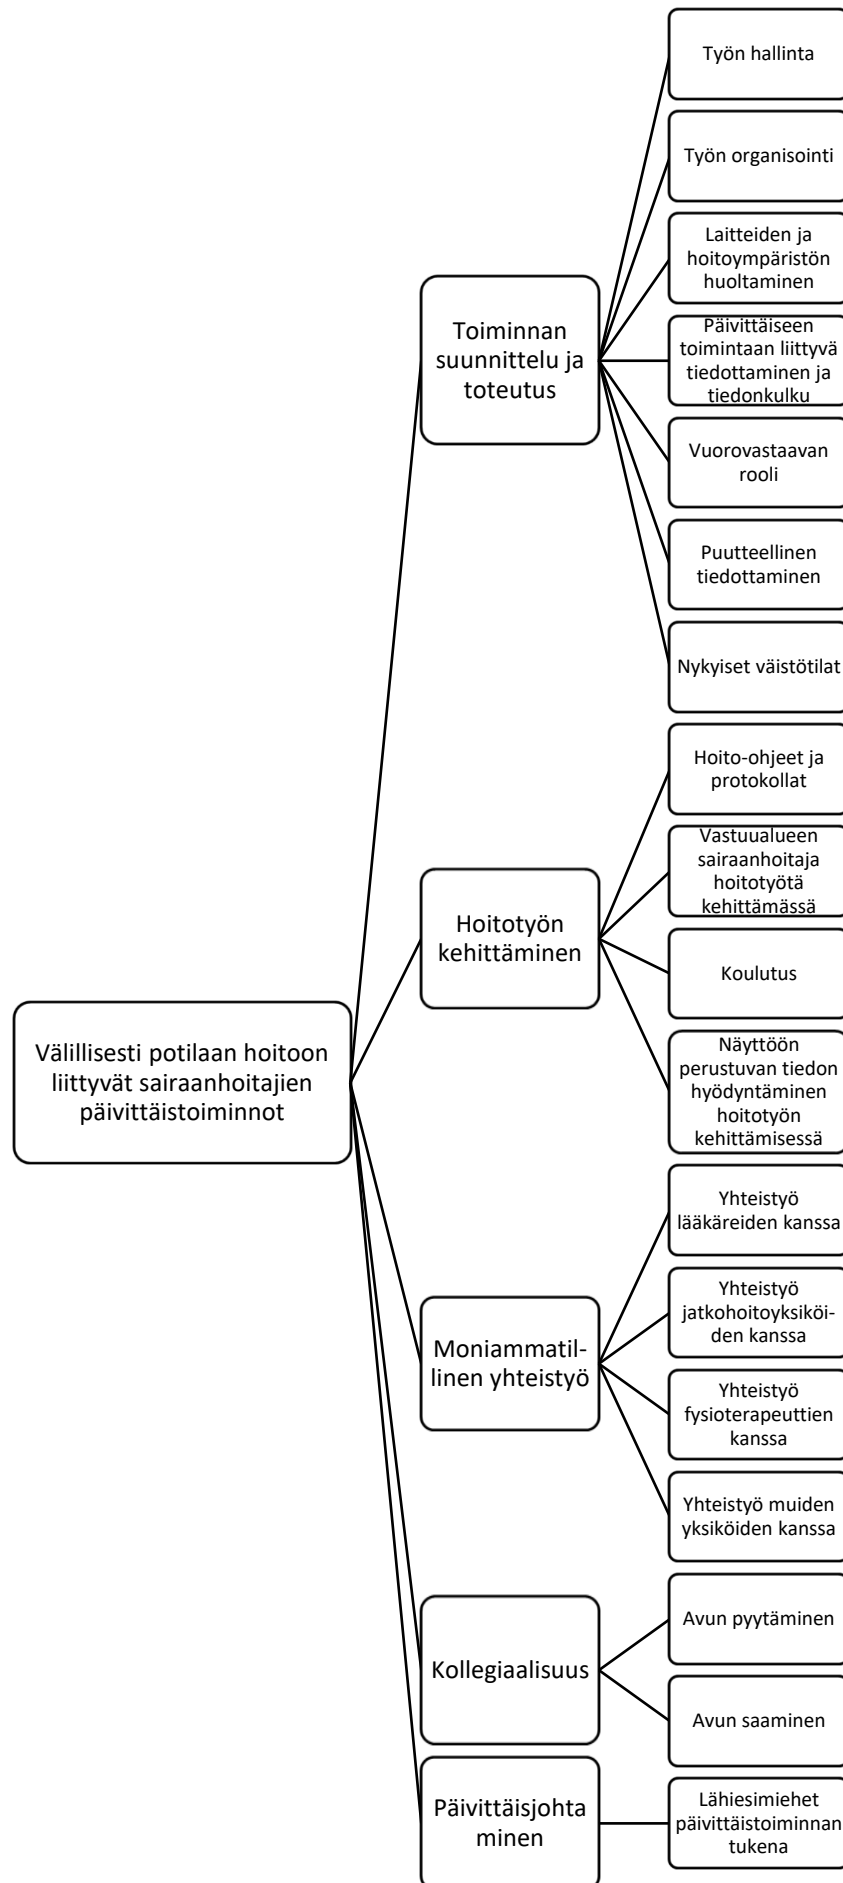 Välillisesti potilaan hoitoon
liittyvät sairaanhoitajien
päivittäistoiminnot
Toiminnan
suunnittelu ja
toteutus
Työn hallinta
Työn organisointi
Laitteiden ja
hoitoympäristön
huoltaminen
Päivittäiseen
toimintaan liittyvä
tiedottaminen ja
tiedonkulku
Vuorovastaavan
rooli
Puutteellinen
tiedottaminen
Nykyiset väistötilat
Hoitotyön
kehittäminen
Hoito-ohjeet ja
protokollat
Vastuualueen
sairaanhoitaja
hoitotyötä
kehittämässä
Koulutus
Näyttöön
perustuvan tiedon
hyödyntäminen
hoitotyön
kehittämisessä
Moniammatil-
linen yhteistyö
Yhteistyö
lääkäreiden kanssa
Yhteistyö
jatkohoitoyksiköi-
den kanssa
Yhteistyö
fysioterapeuttien
kanssa
Yhteistyö muiden
yksiköiden kanssa
Kollegiaalisuus
Avun pyytäminen
Avun saaminen
Päivittäisjohta
minen
Lähiesimiehet
päivittäistoiminnan
tukena